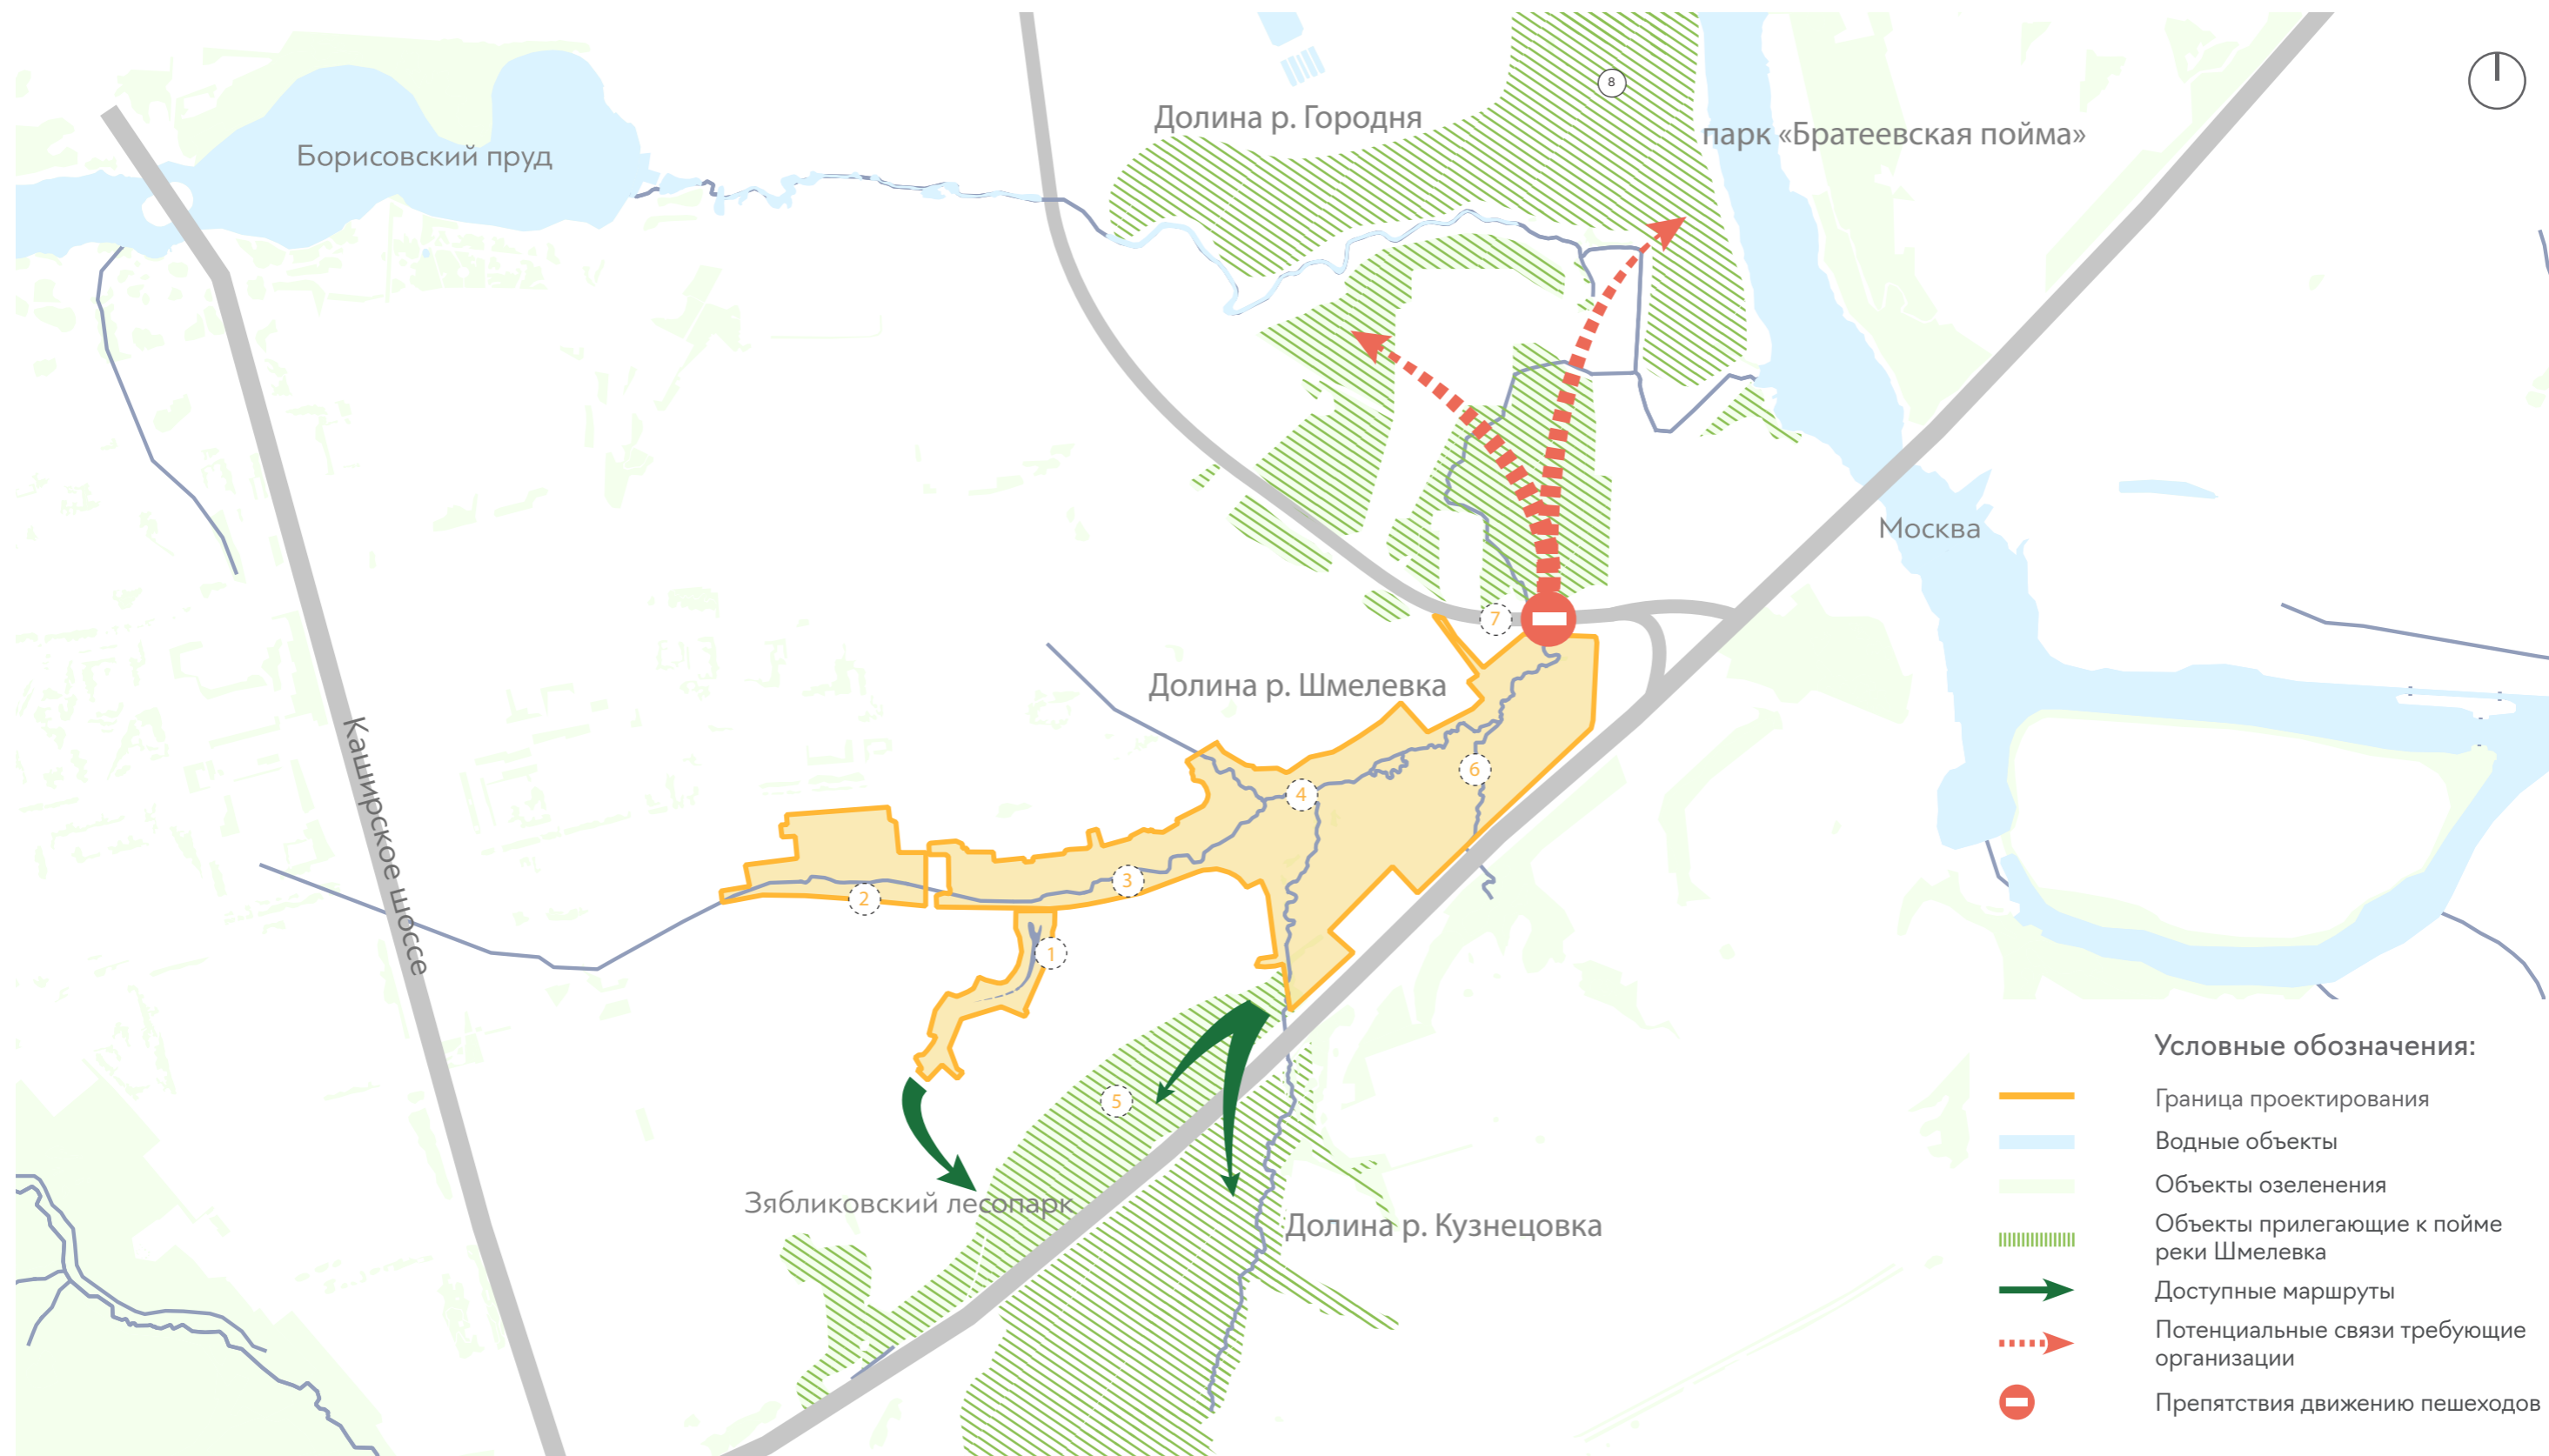 8
Долина р. Городня
парк «Братеевская пойма»
Борисовский пруд
Москва
7
Долина р. Шмелевка
Каширское шоссе
6
4
3
2
1
5
Зябликовский лесопарк
Долина р. Кузнецовка
Условные обозначения:
Граница проектирования
Водные объекты
Объекты озеленения
Объекты прилегающие к пойме
реки Шмелевка
Доступные маршруты
Потенциальные связи требующие
организации
Препятствия движению пешеходов